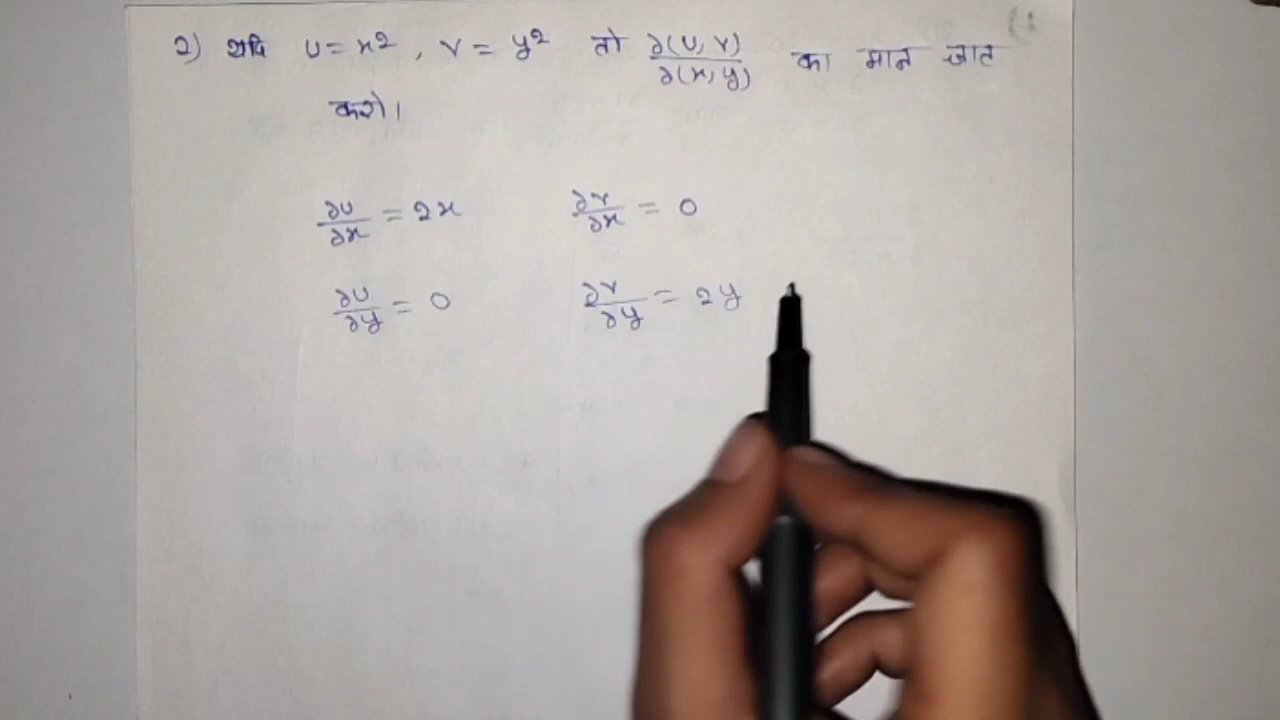 2) यदि U = x² , V = y² तो ∂(U, V)/∂(x, y) का मान ज्ञात
करो।
∂U/∂x = 2x ∂V/∂x = 0
∂U/∂y = 0 ∂V/∂y = 2y